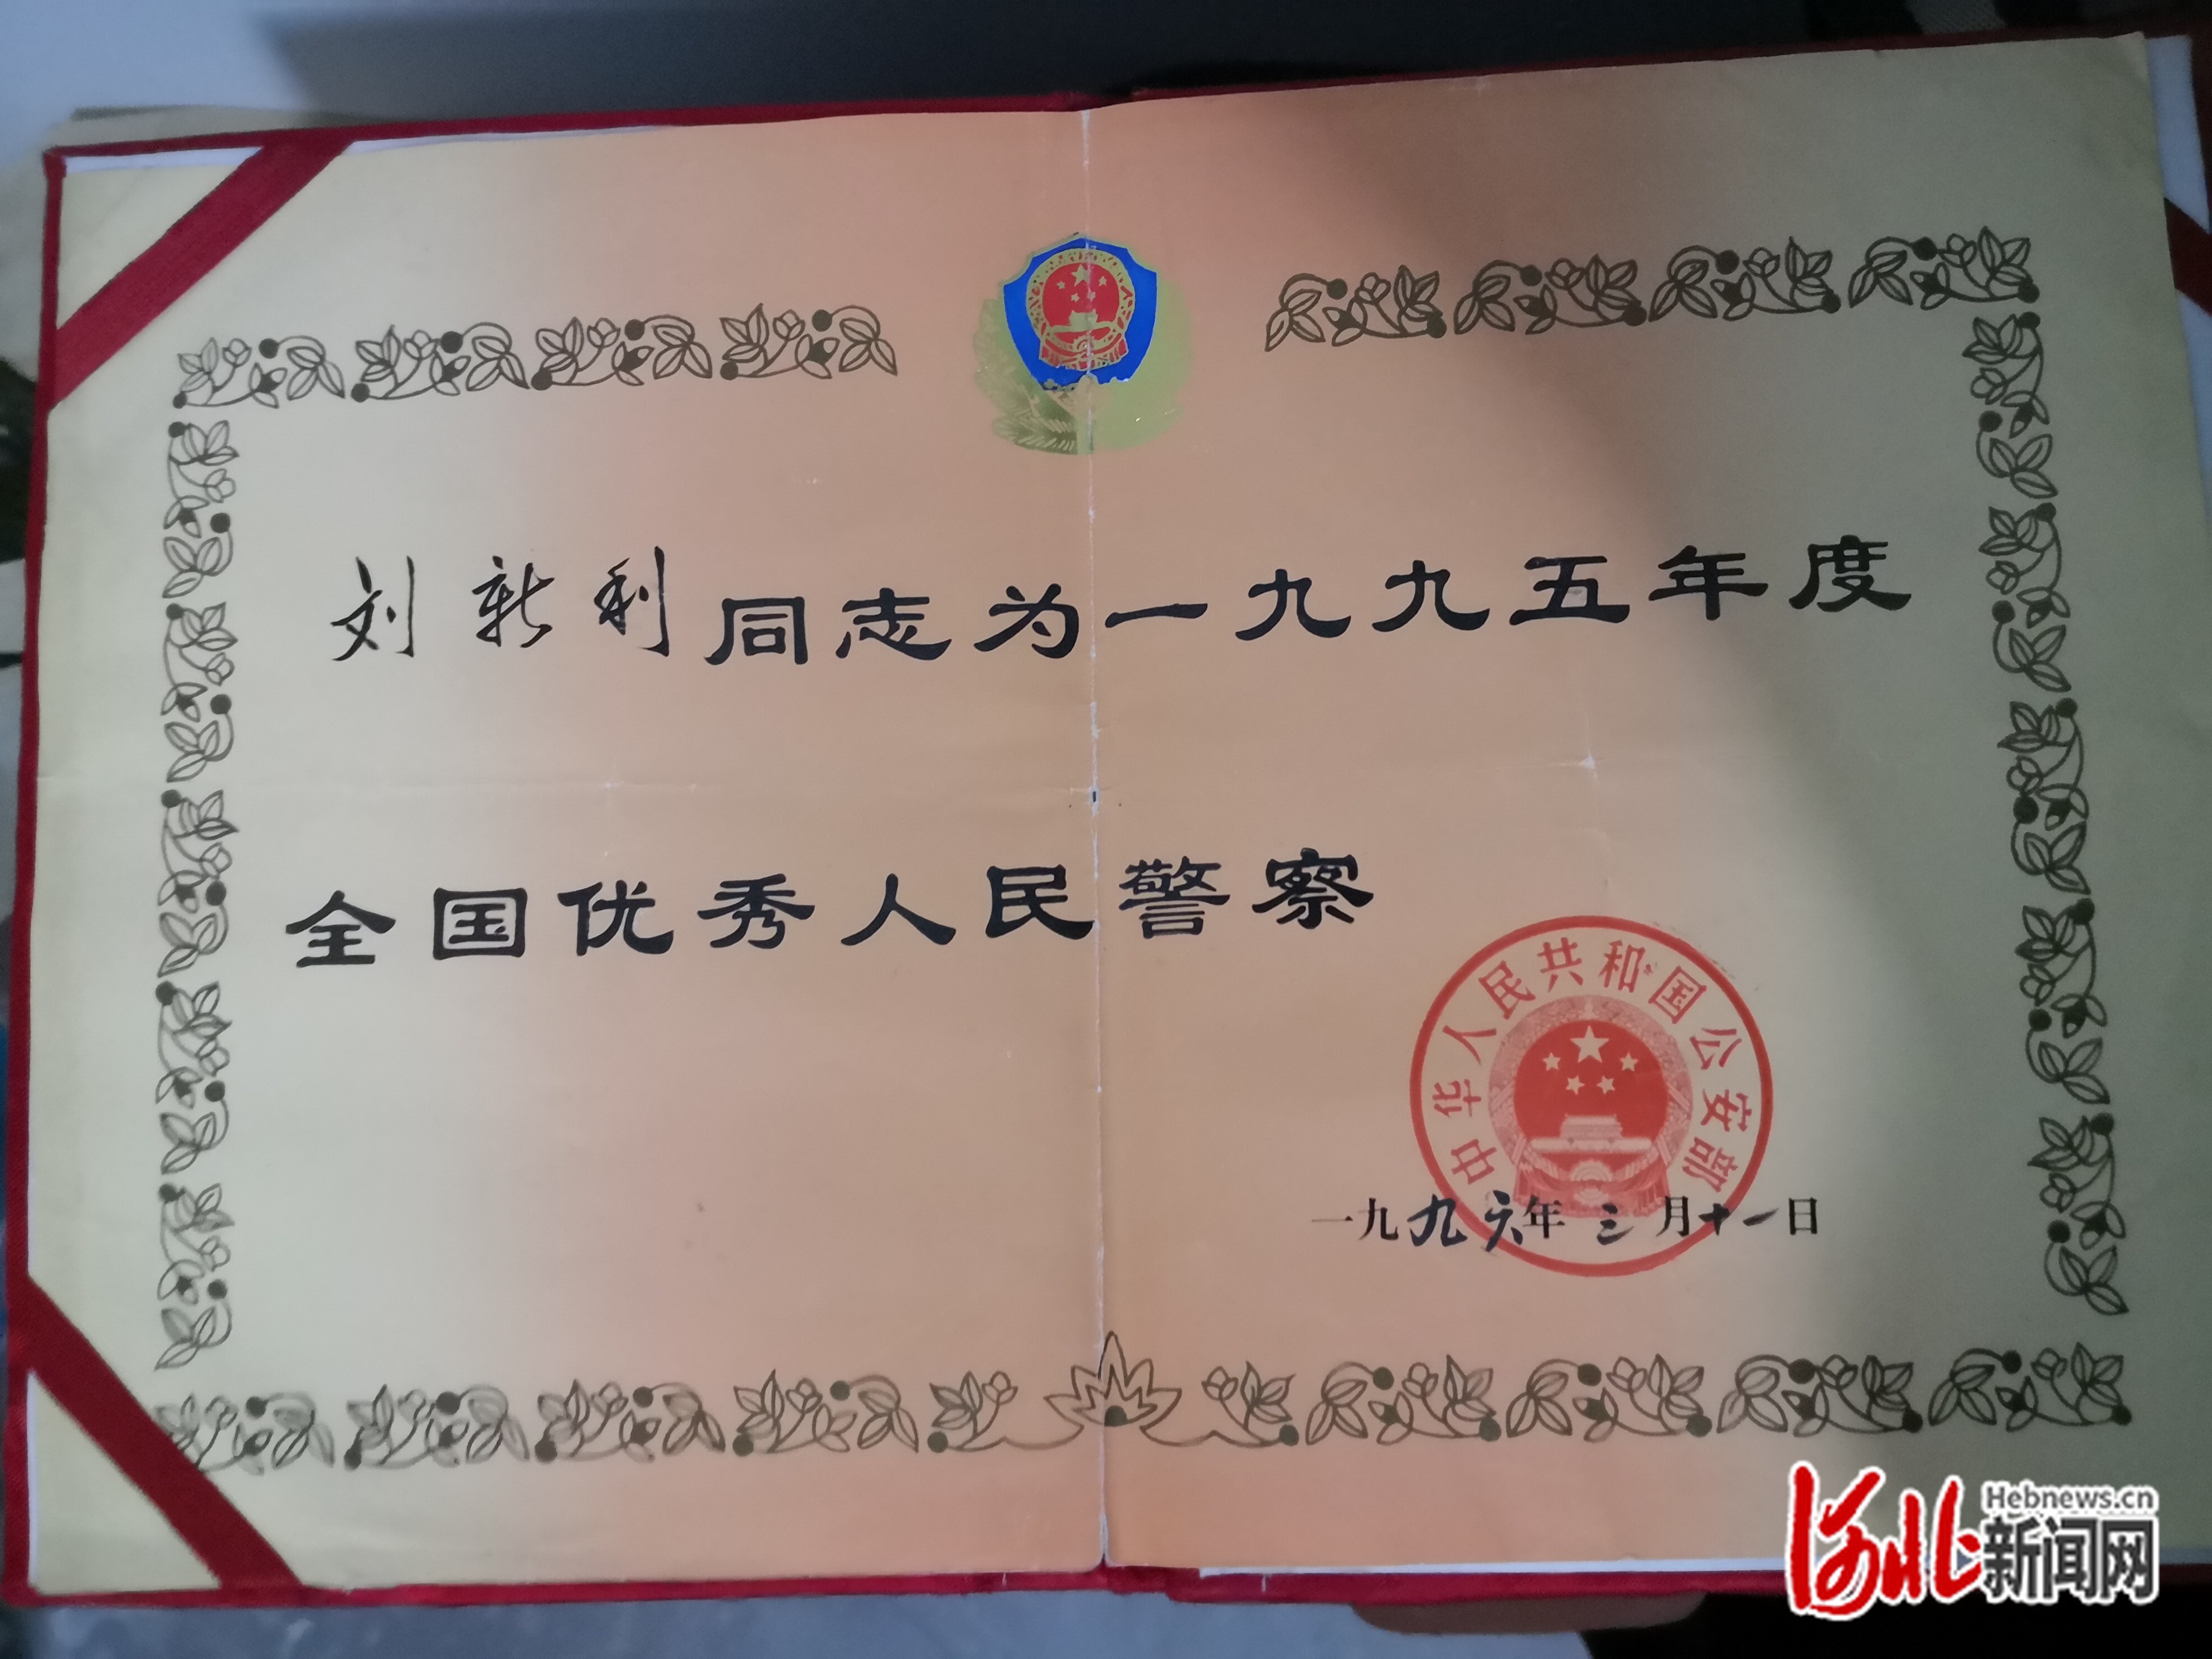 刘新利同志为一九九五年度
全国优秀人民警察
中华人民共和国公安部
一九九六年三月十一日
Hebnews.cn
河北新闻网